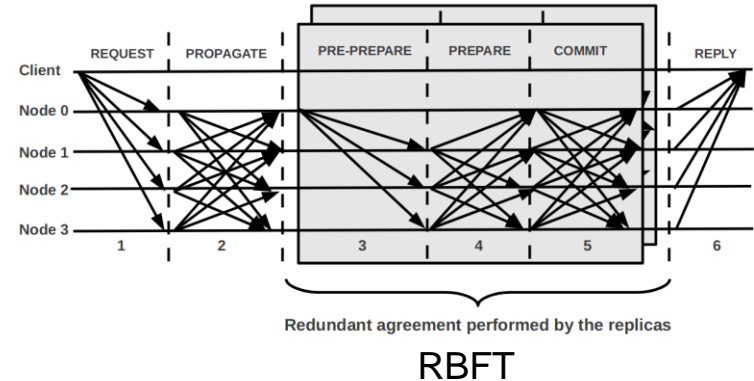 REQUEST PROPAGATE PRE-PREPARE PREPARE COMMIT REPLY
Client
Node 0
Node 1
Node 2
Node 3
1 2 3 4 5 6
Redundant agreement performed by the replicas
RBFT